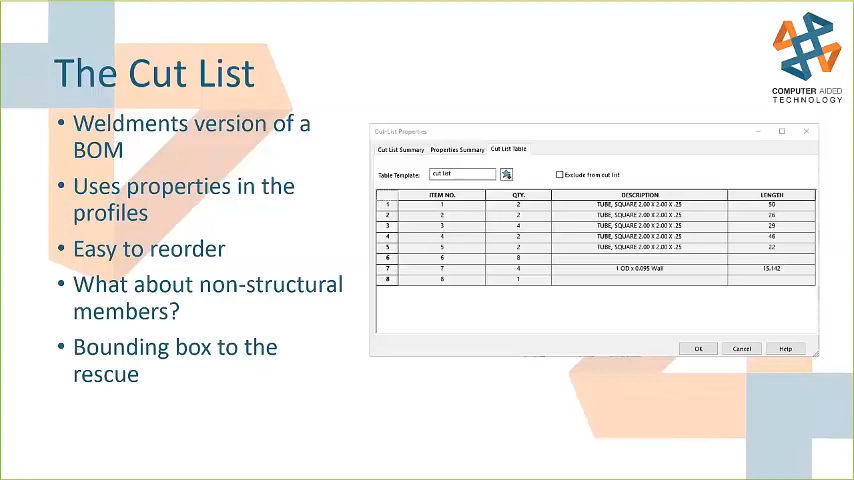 The Cut List
COMPUTER AIDED
TECHNOLOGY
• Weldments version of a
BOM
• Uses properties in the
profiles
• Easy to reorder
• What about non-structural
members?
• Bounding box to the
rescue
Cut-List Properties
Cut List Summary Properties Summary Cut List Table
Table Template: cut list Exclude from cut list
ITEM NO. QTY. DESCRIPTION LENGTH
1 1 2 TUBE, SQUARE 2.00 X 2.00 X .25 50
2 2 2 TUBE, SQUARE 2.00 X 2.00 X .25 26
3 3 4 TUBE, SQUARE 2.00 X 2.00 X .25 29
4 4 2 TUBE, SQUARE 2.00 X 2.00 X .25 46
5 5 2 TUBE, SQUARE 2.00 X 2.00 X .25 22
6 6 8
7 7 4 1 OD x 0.095 Wall 15.142
8 8 1
OK Cancel Help